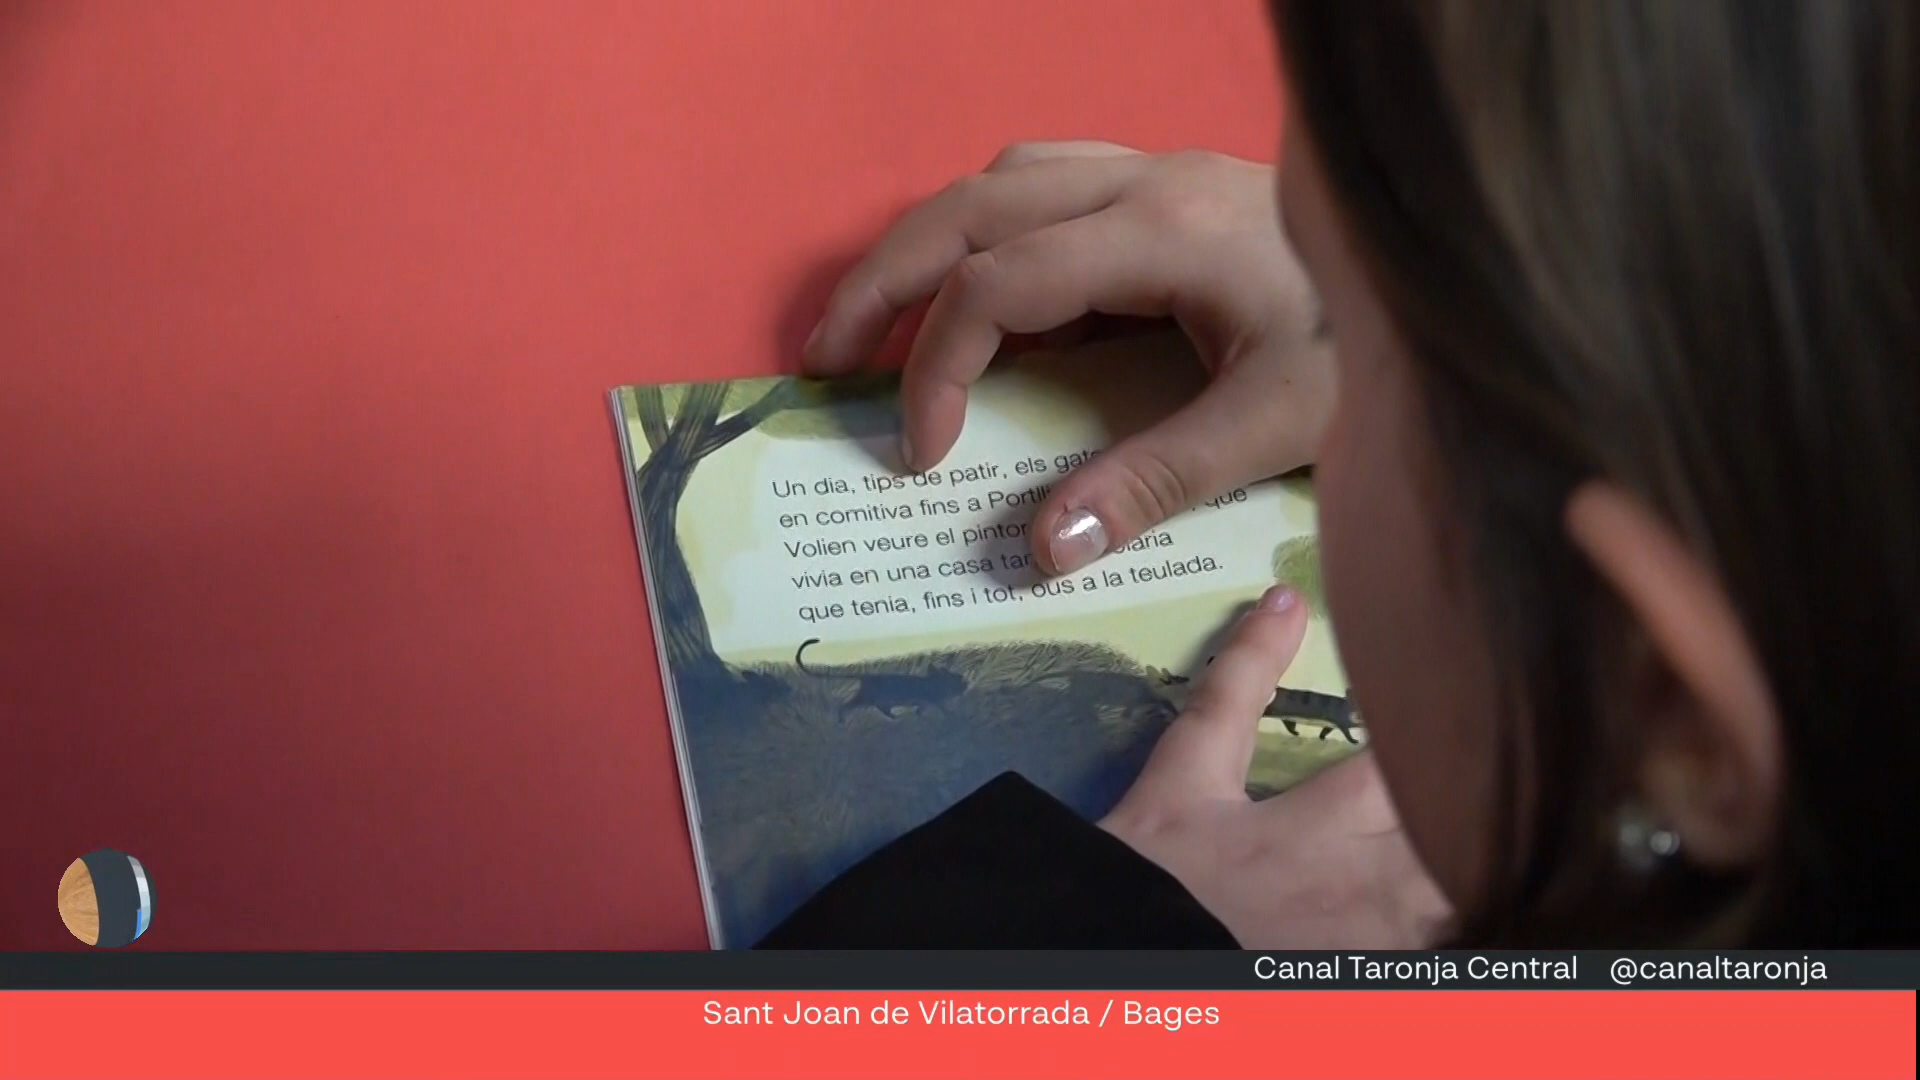 Un dia, tips de patir, els
en comitiva fins a
Volien veure el pintor que
vivia en una casa
que tenia, fins i tot, ous a la teulada.
Canal Taronja Central @canaltaronja
Sant Joan de Vilatorrada / Bages